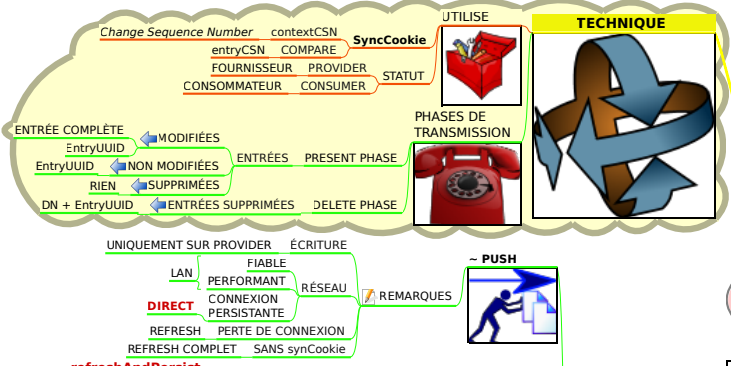 TECHNIQUE
UTILISE
SyncCookie
contextCSN
Change Sequence Number
COMPARE
entryCSN
STATUT
PROVIDER
FOURNISSEUR
CONSUMER
CONSOMMATEUR
PHASES DE
TRANSMISSION
PRESENT PHASE
ENTRÉES
MODIFIÉES
ENTRÉE COMPLÈTE
EntryUUID
NON MODIFIÉES
EntryUUID
SUPPRIMÉES
RIEN
DELETE PHASE
ENTRÉES SUPPRIMÉES
DN + EntryUUID
~ PUSH
REMARQUES
ÉCRITURE
UNIQUEMENT SUR PROVIDER
RÉSEAU
FIABLE
PERFORMANT
LAN
CONNEXION
PERSISTANTE
DIRECT
PERTE DE CONNEXION
REFRESH
SANS synCookie
REFRESH COMPLET
refreshAndPersist